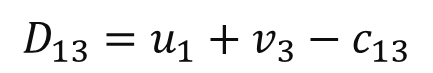 D₁₃ = u₁ + v₃ − c₁₃